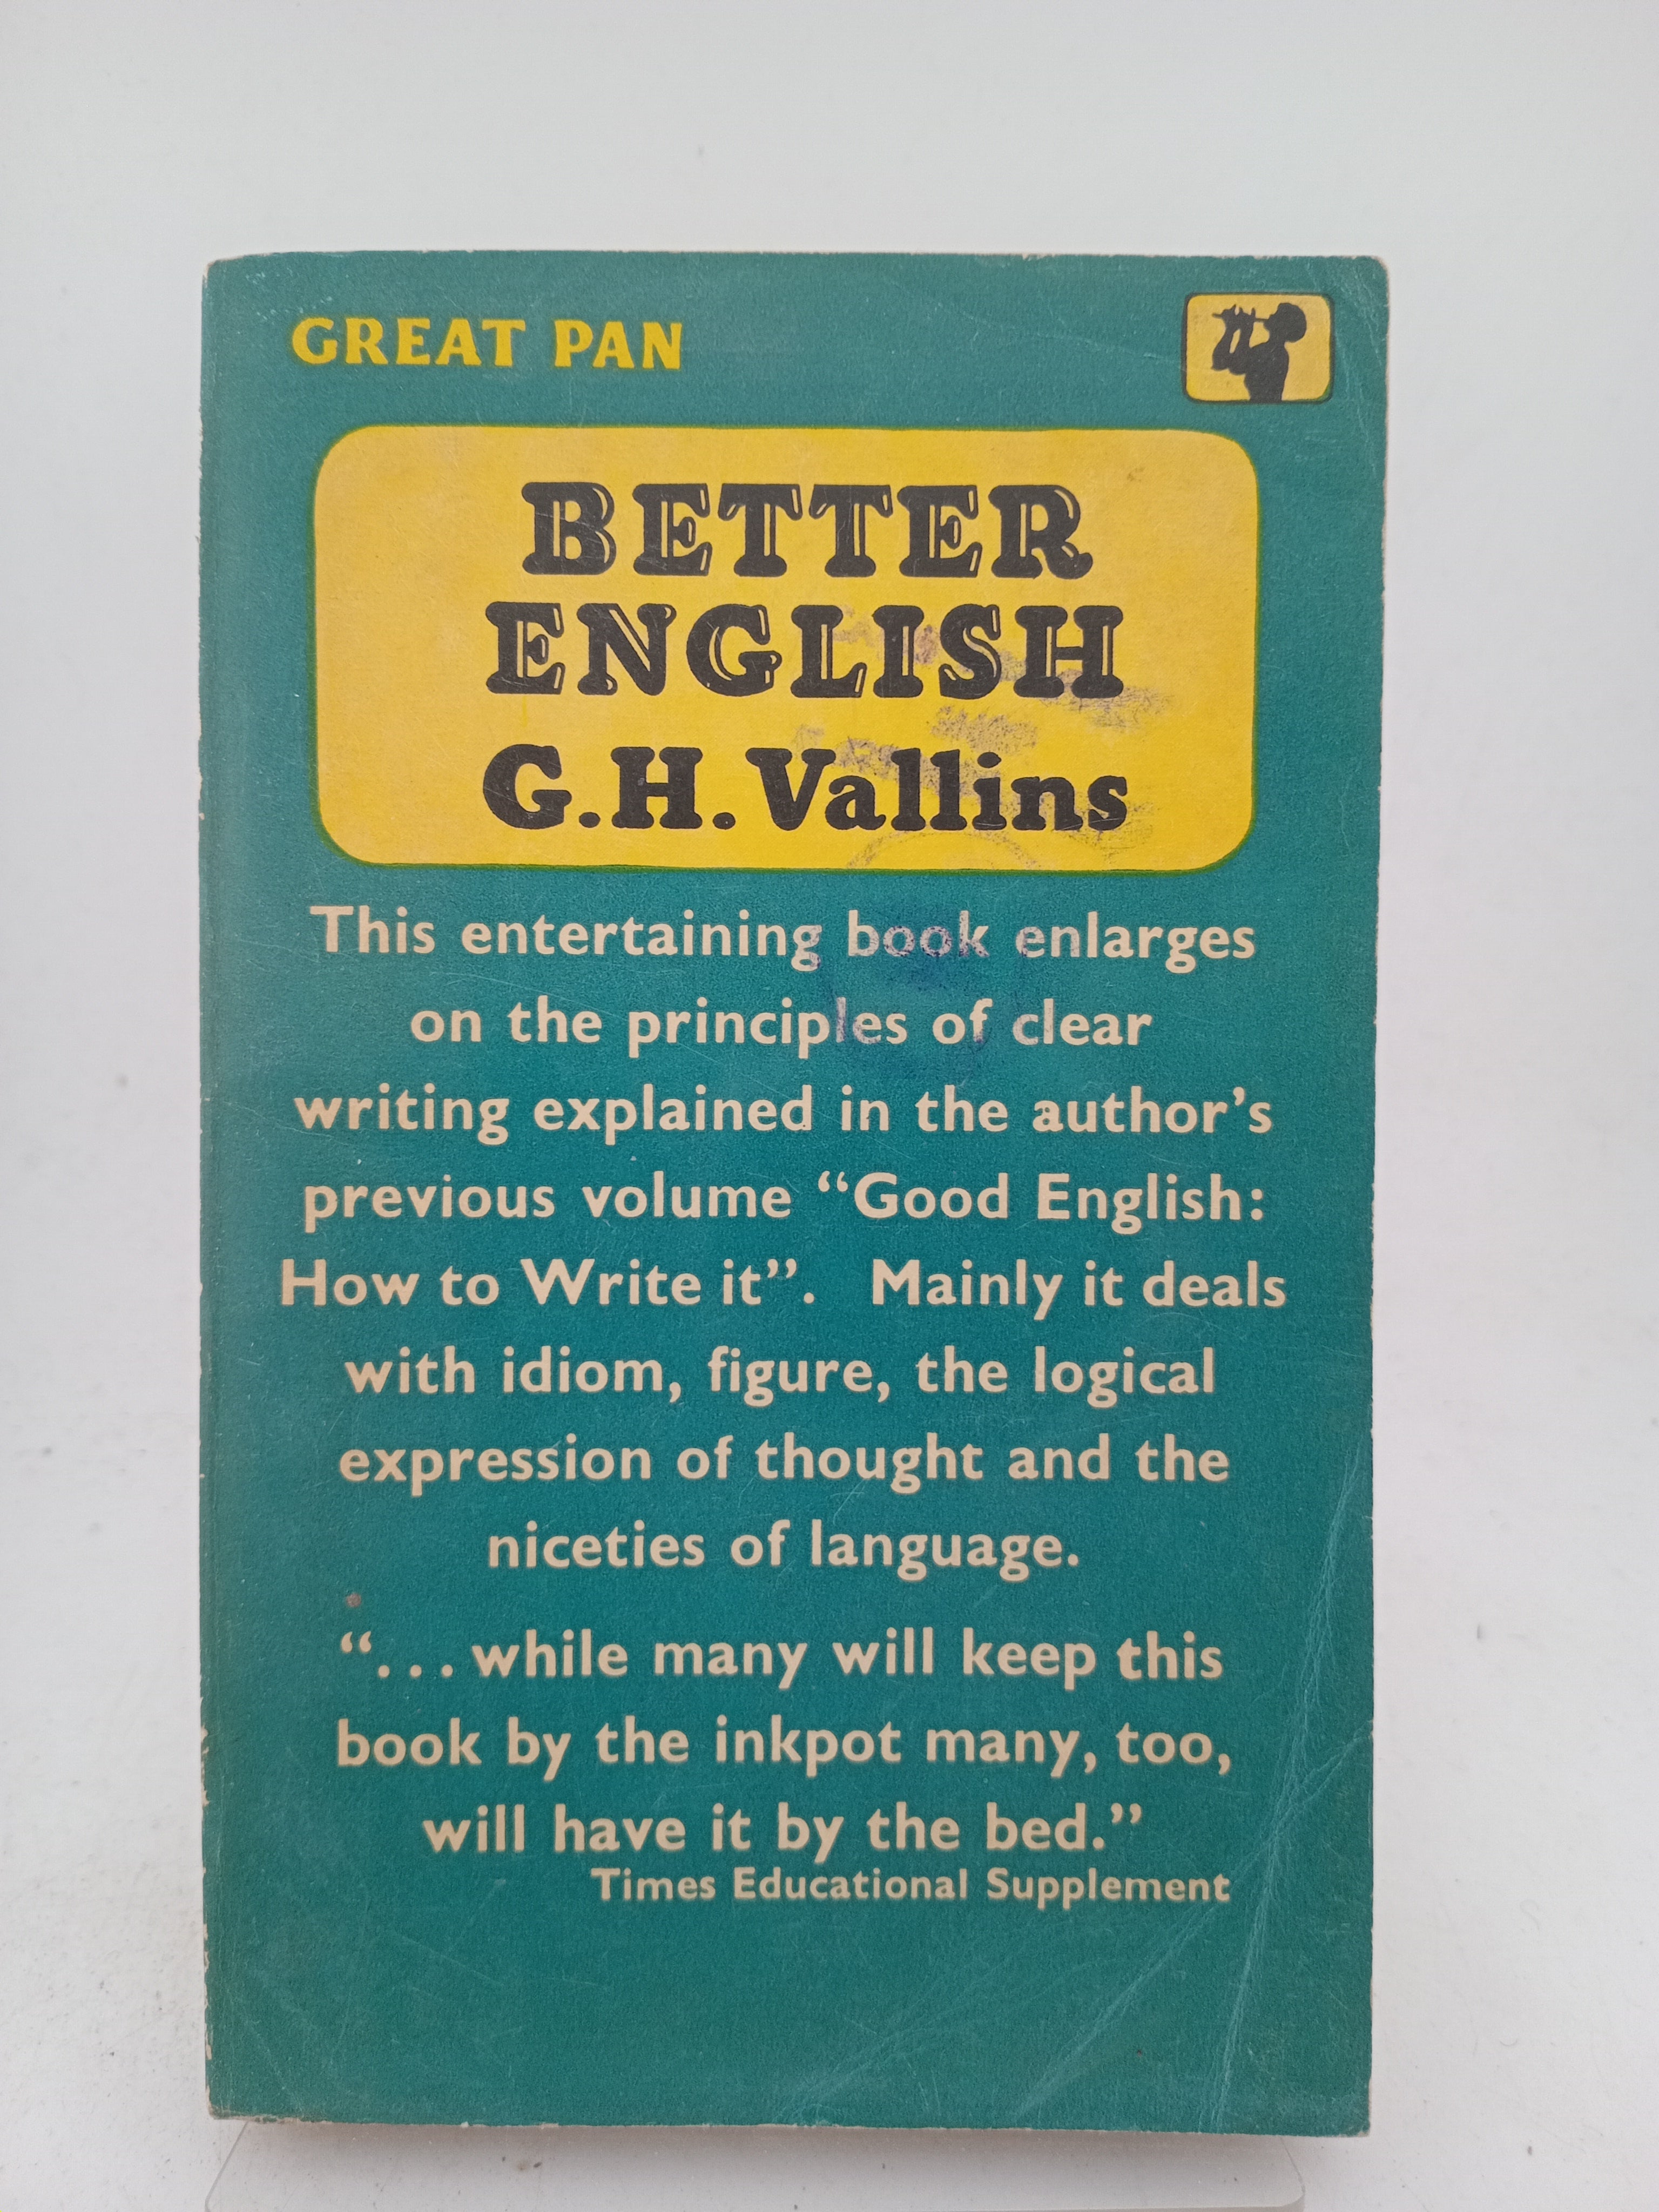 GREAT PAN
BETTER
ENGLISH
G.H. Vallins
This entertaining book enlarges
on the principles of clear
writing explained in the author's
previous volume “Good English:
How to Write it”. Mainly it deals
with idiom, figure, the logical
expression of thought and the
niceties of language.
“... while many will keep this
book by the inkpot many, too,
will have it by the bed.”
Times Educational Supplement